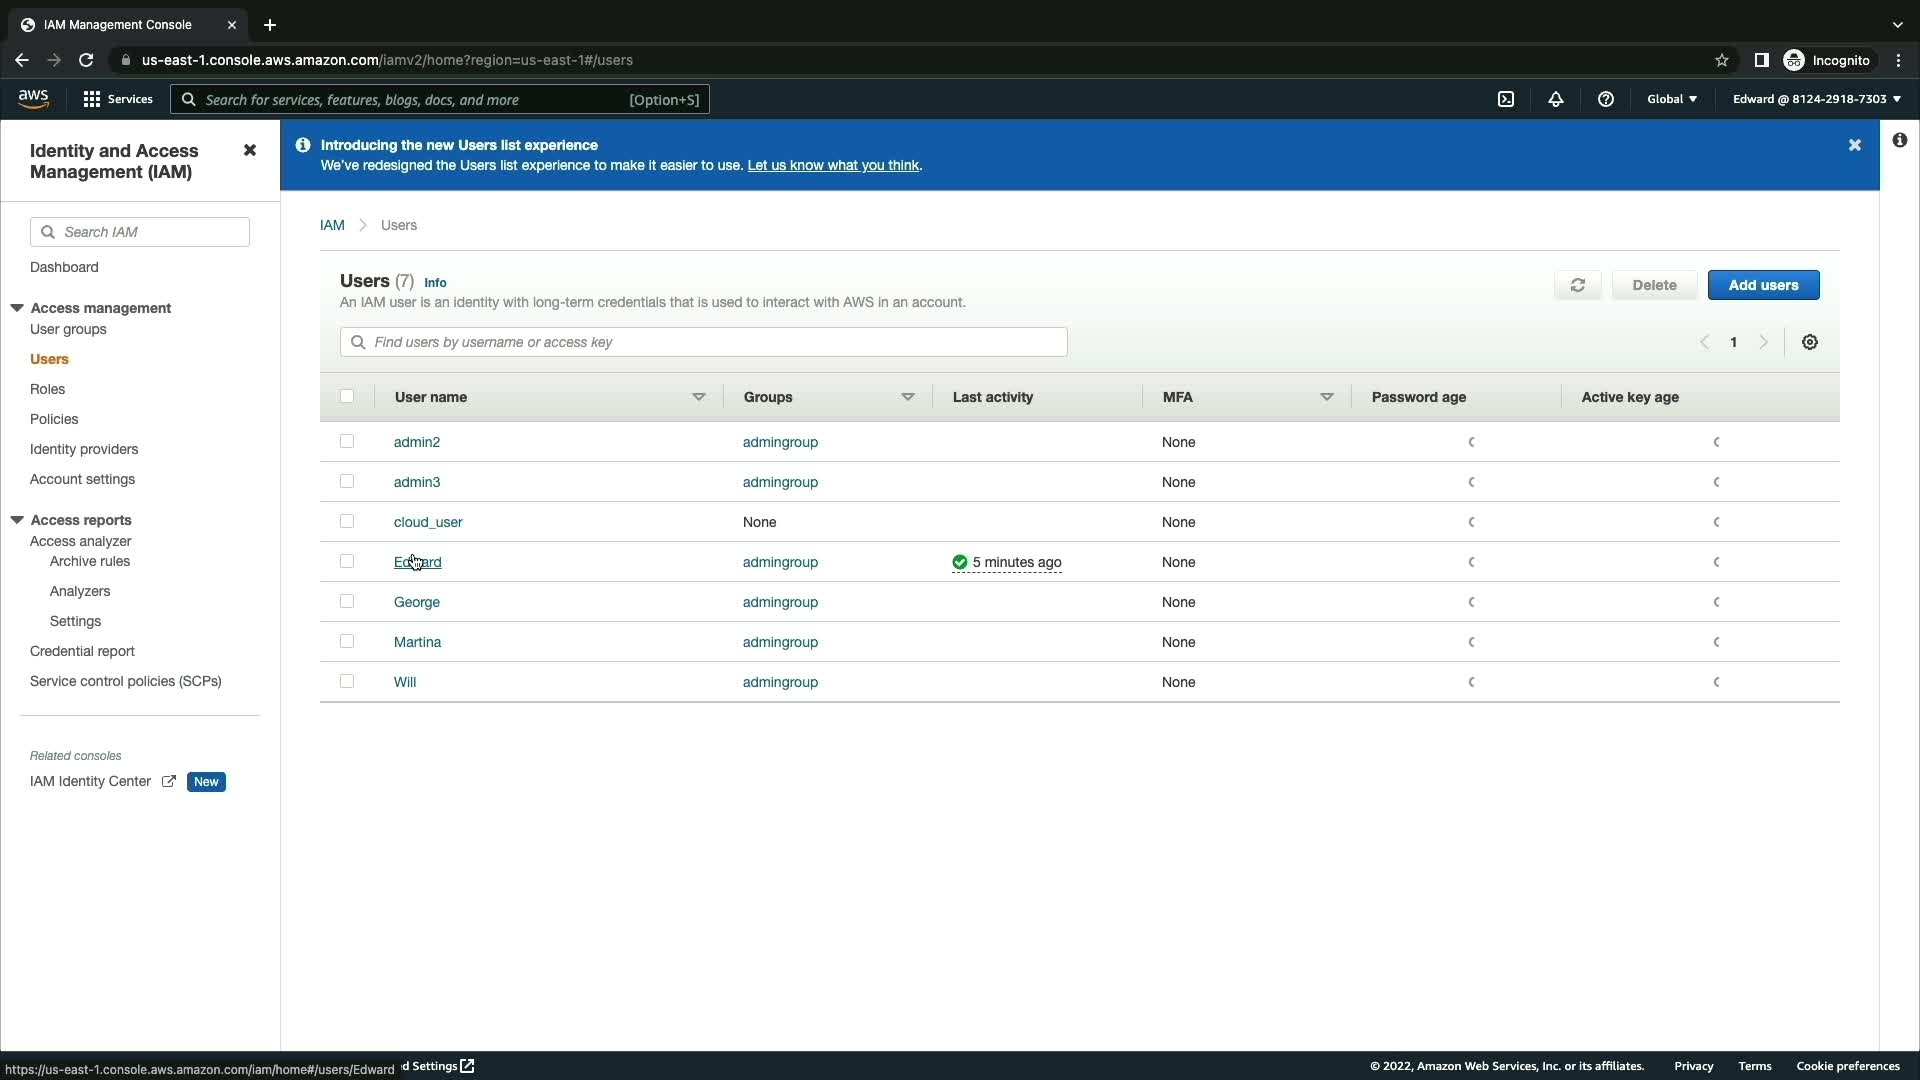 IAM Management Console
us-east-1.console.aws.amazon.com/iamv2/home?region=us-east-1#/users
Incognito
aws
Services
Search for services, features, blogs, docs, and more
[Option+S]
Global
Edward @ 8124-2918-7303
Identity and Access
Management (IAM)
Search IAM
Dashboard
Access management
User groups
Users
Roles
Policies
Identity providers
Account settings
Access reports
Access analyzer
Archive rules
Analyzers
Settings
Credential report
Service control policies (SCPs)
Related consoles
IAM Identity Center New
Introducing the new Users list experience
We've redesigned the Users list experience to make it easier to use. Let us know what you think.
IAM Users
Users (7) Info
An IAM user is an identity with long-term credentials that is used to interact with AWS in an account.
Delete
Add users
Find users by username or access key
1
User name Groups Last activity MFA Password age Active key age
admin2 admingroup None
admin3 admingroup None
cloud_user None None
Edward admingroup 5 minutes ago None
George admingroup None
Martina admingroup None
Will admingroup None
https://us-east-1.console.aws.amazon.com/iam/home#/users/Edward
d Settings
© 2022, Amazon Web Services, Inc. or its affiliates. Privacy Terms Cookie preferences